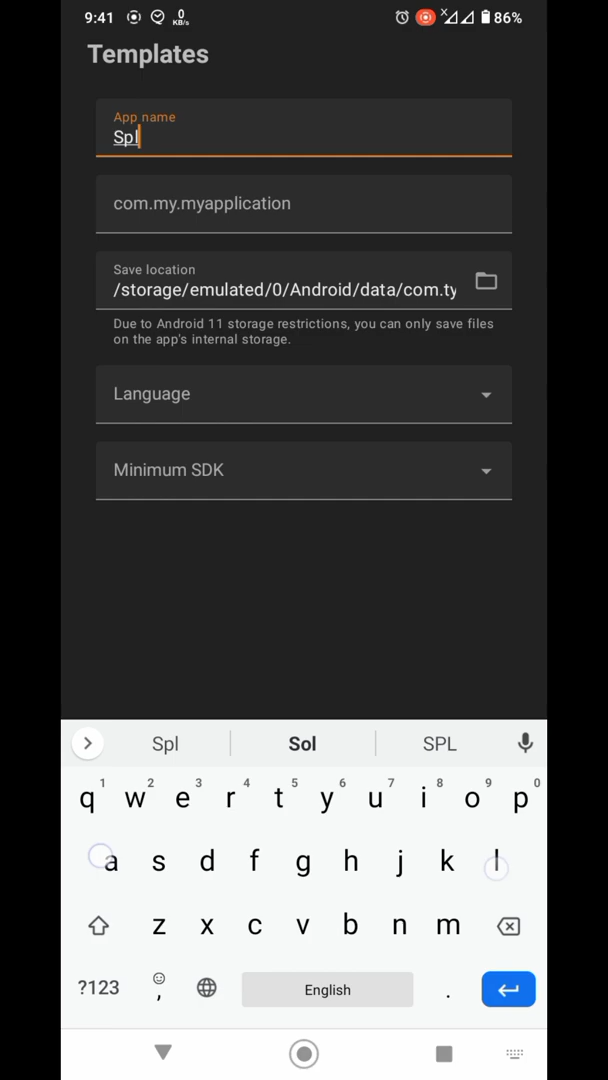 9:41 0 KB/s 86%
Templates
App name
Spl
com.my.myapplication
Save location
/storage/emulated/0/Android/data/com.ty
Due to Android 11 storage restrictions, you can only save files
on the app's internal storage.
Language
Minimum SDK
Spl Sol SPL
q 1 w 2 e 3 r 4 t 5 y 6 u 7 i 8 o 9 p 0
a s d f g h j k l
z x c v b n m
?123 , English .